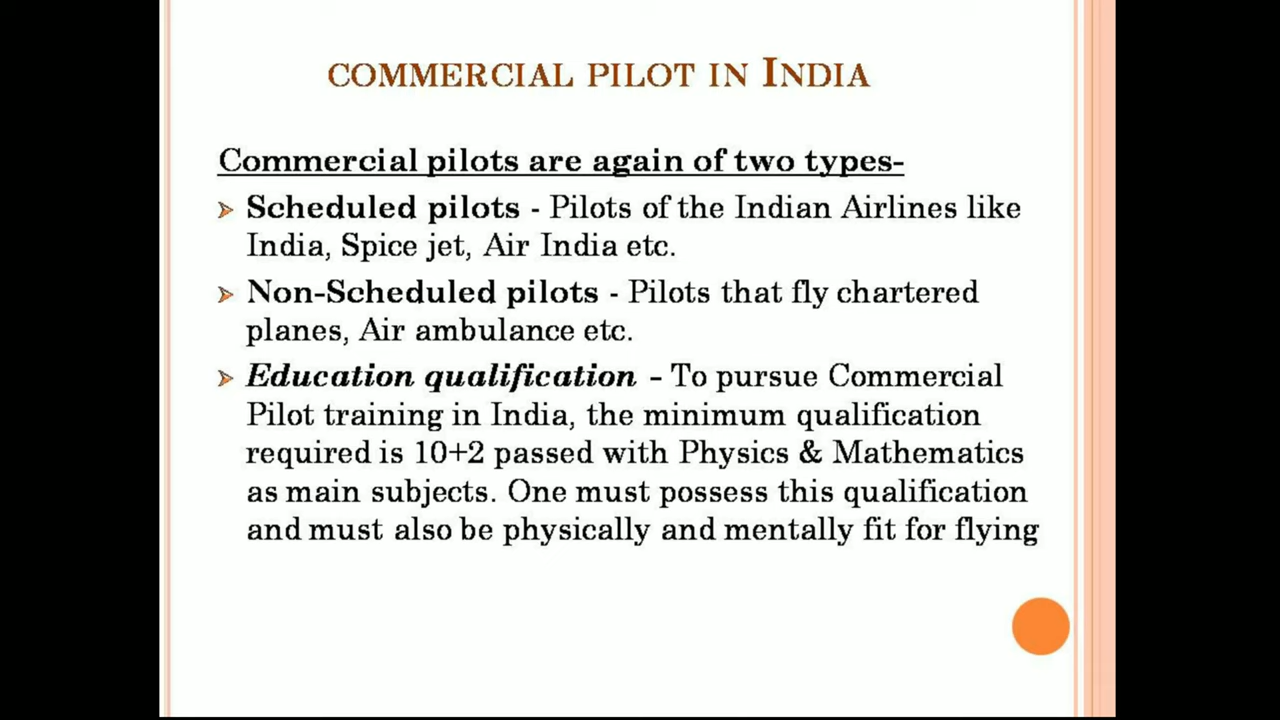 COMMERCIAL PILOT IN INDIA
Commercial pilots are again of two types-
Scheduled pilots - Pilots of the Indian Airlines like
India, Spice jet, Air India etc.
Non-Scheduled pilots - Pilots that fly chartered
planes, Air ambulance etc.
Education qualification – To pursue Commercial
Pilot training in India, the minimum qualification
required is 10+2 passed with Physics & Mathematics
as main subjects. One must possess this qualification
and must also be physically and mentally fit for flying